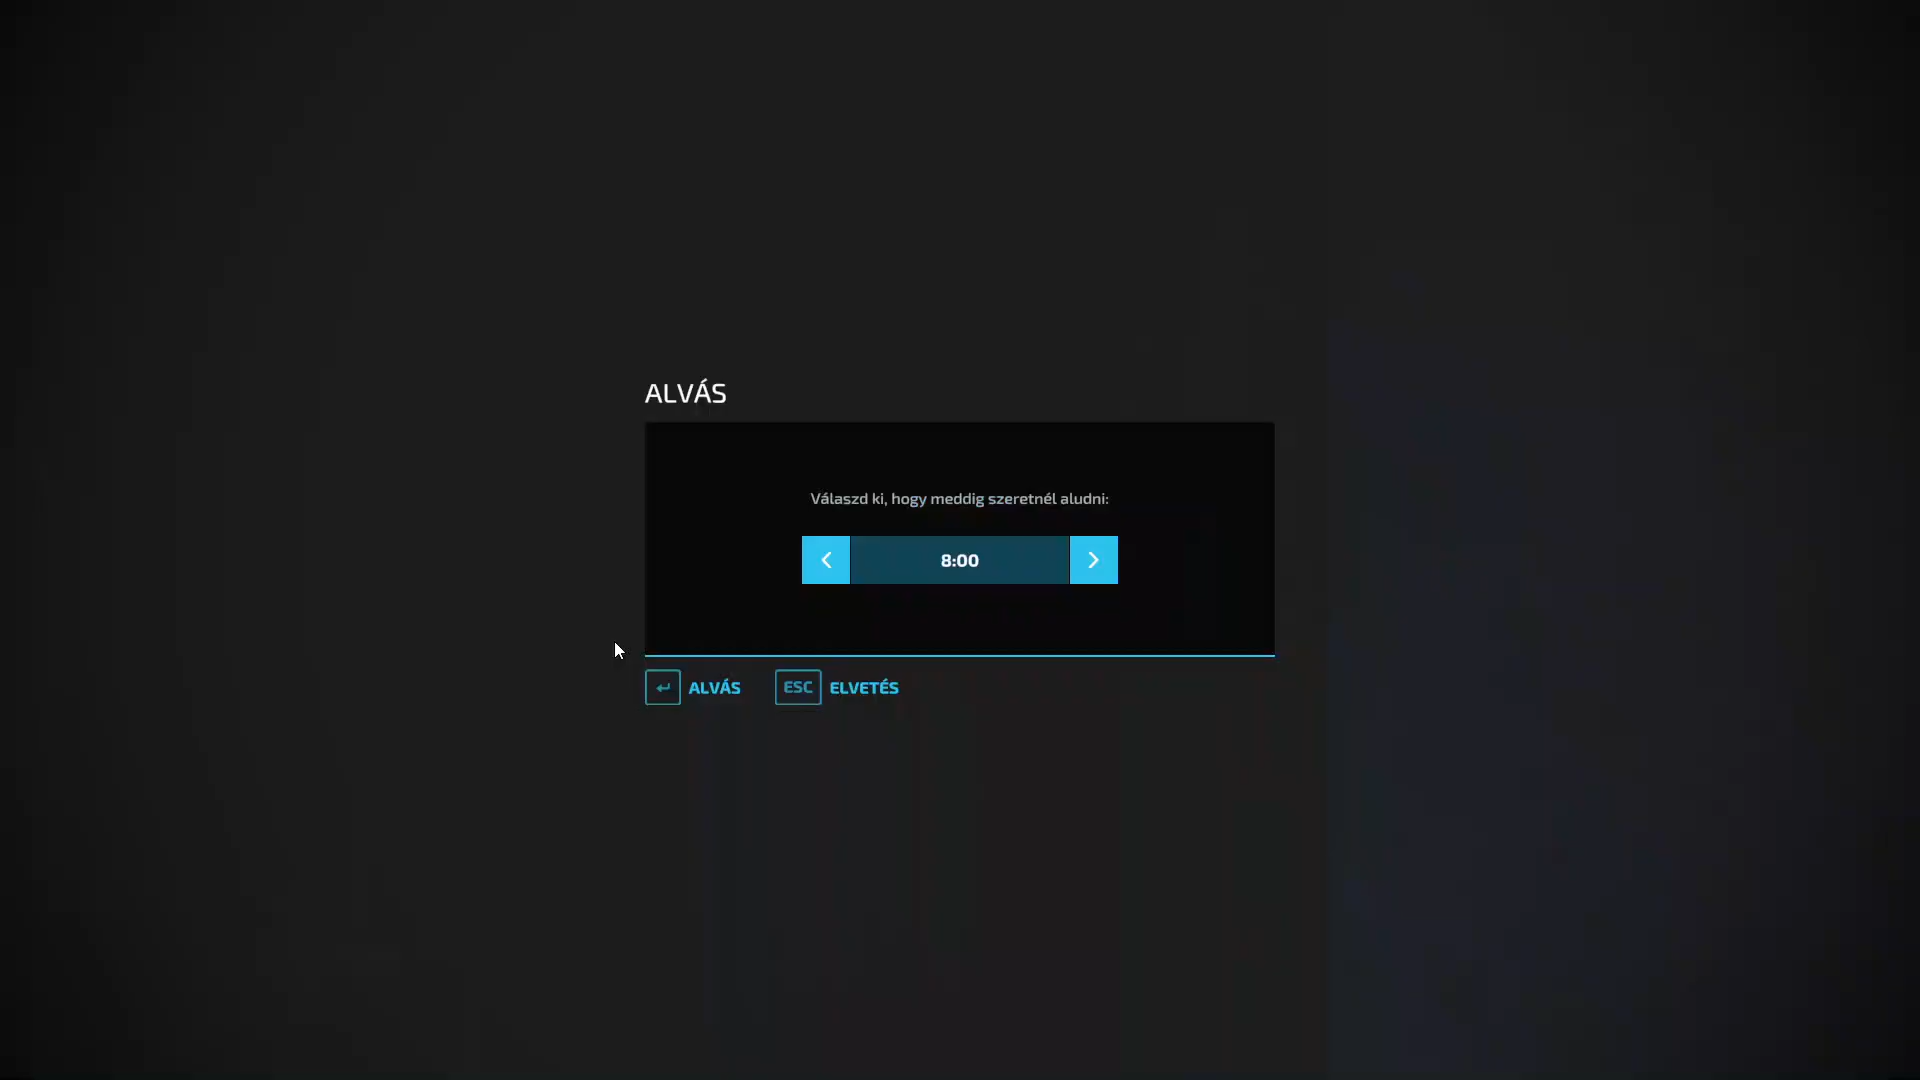 ALVÁS
Válaszd ki, hogy meddig szeretnél aludni:
8:00
ALVÁS ESC ELVETÉS